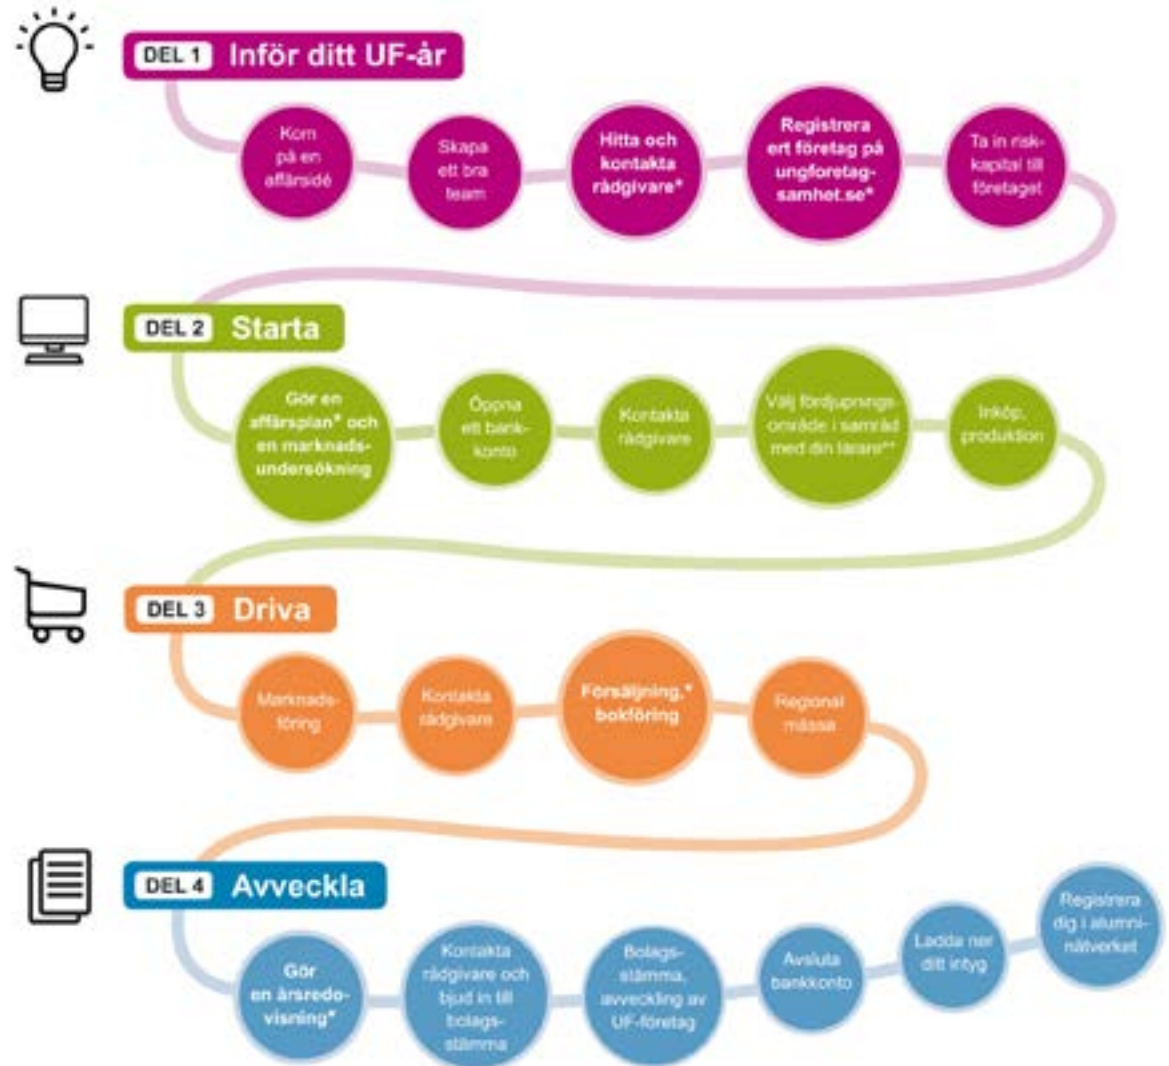 DEL 1 Inför ditt UF-år
Kom
på en
affärsidé
Skapa
ett bra
team
Hitta och
kontakta
rådgivare*
Registrera
ert företag på
ungforetag-
samhet.se*
Ta in risk-
kapital till
företaget
DEL 2 Starta
Gör en
affärsplan* och
en marknads-
undersökning
Öppna
ett bank-
konto
Kontakta
rådgivare
Välj fördjupnings-
område i samråd
med din lärare**
Inköp,
produktion
DEL 3 Driva
Marknads-
föring
Kontakta
rådgivare
Försäljning,*
bokföring
Regional
mässa
DEL 4 Avveckla
Gör
en årsredo-
visning*
Kontakta
rådgivare och
bjud in till
bolags-
stämma
Bolags-
stämma,
avveckling av
UF-företag
Avsluta
bankkonto
Ladda ner
ditt intyg
Registrera
dig i alumni-
nätverket